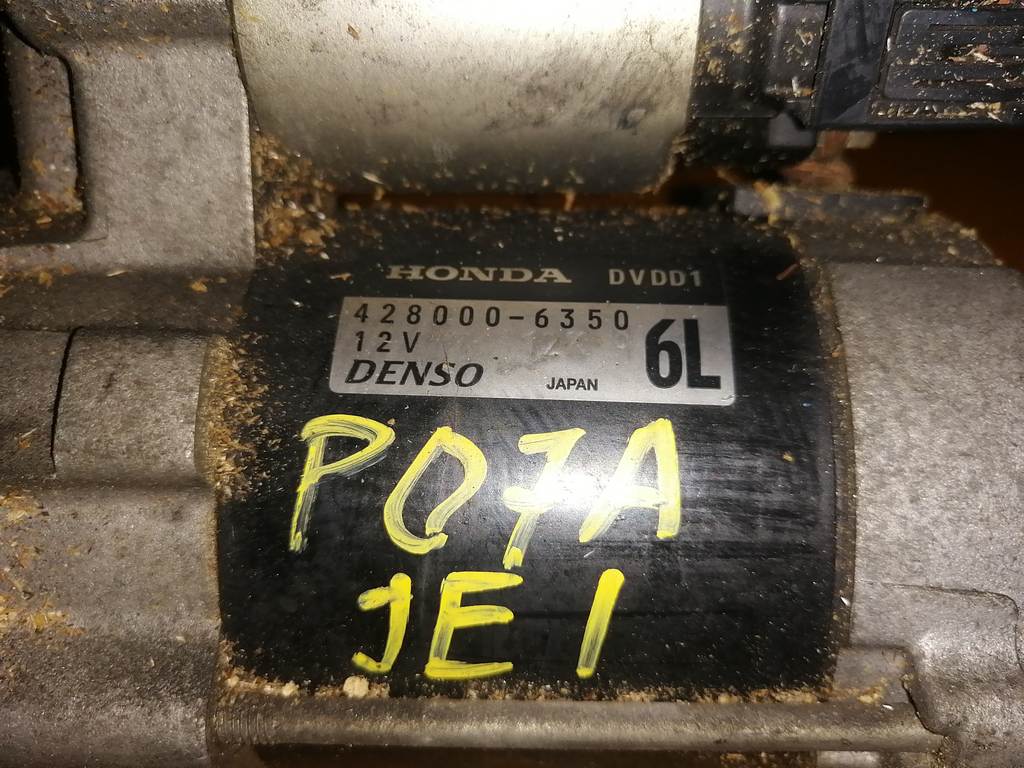 HONDA DVDD1
428000-6350
12V
6L
DENSO JAPAN
P07A
JE1